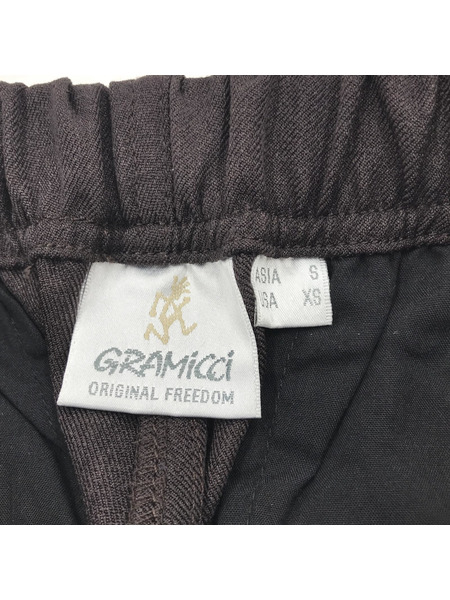 GRAMiCCi
ORIGINAL FREEDOM
ASIA S
USA XS